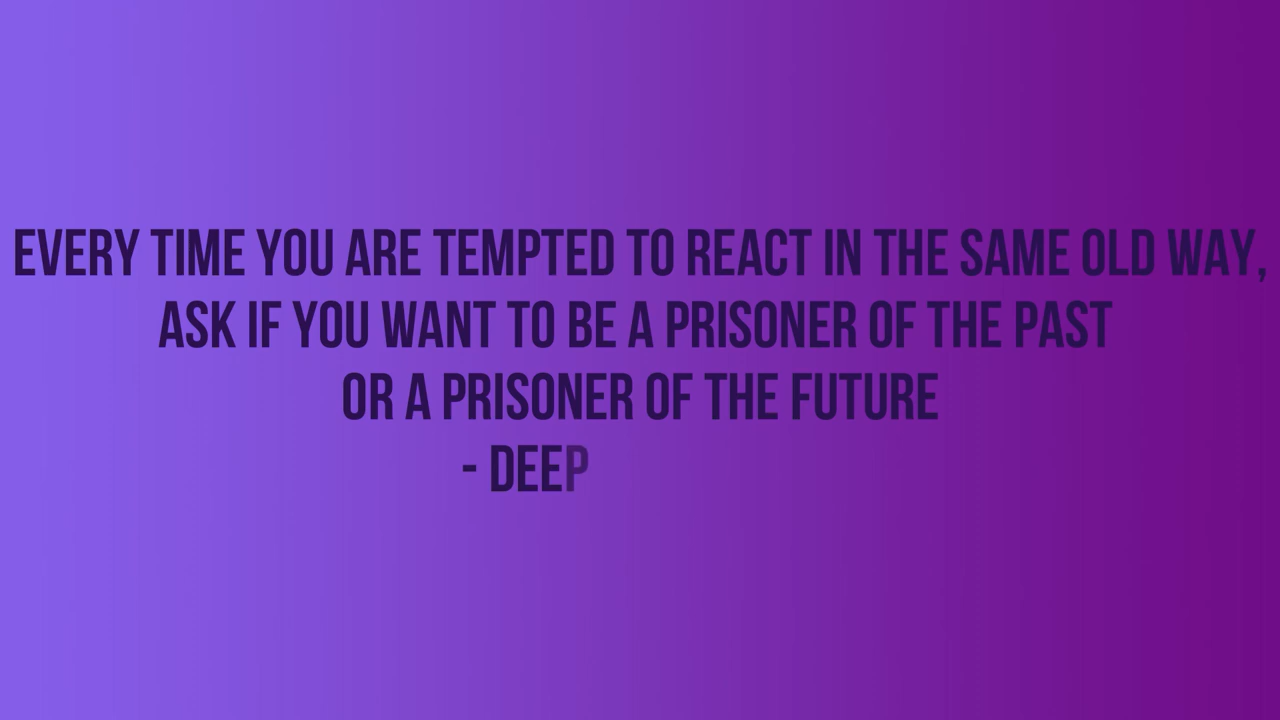 EVERY TIME YOU ARE TEMPTED TO REACT IN THE SAME OLD WAY,
ASK IF YOU WANT TO BE A PRISONER OF THE PAST
OR A PRISONER OF THE FUTURE
- DEEP